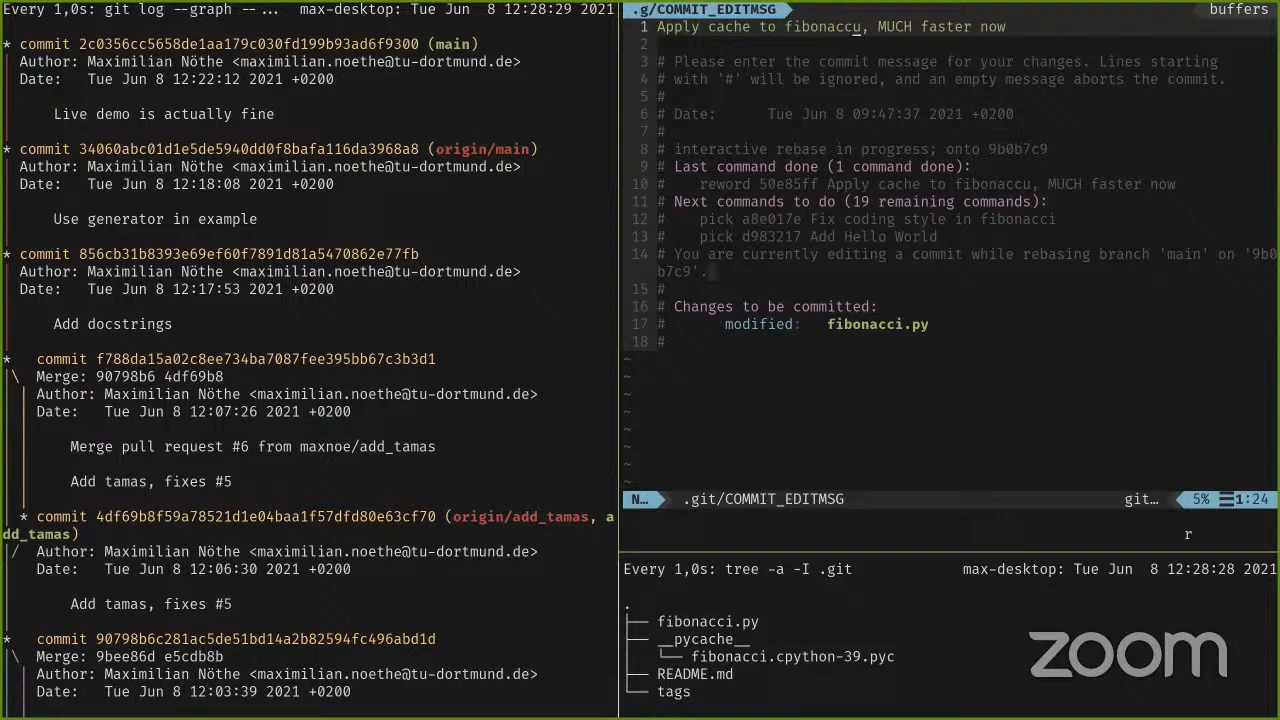 Every 1,0s: git log --graph --... max-desktop: Tue Jun 8 12:28:29 2021
* commit 2c0356cc5658de1aa179c030fd199b93ad6f9300 (main)
| Author: Maximilian Nöthe <maximilian.noethe@tu-dortmund.de>
| Date: Tue Jun 8 12:22:12 2021 +0200
| Live demo is actually fine
* commit 34060abc01d1e5de5940dd0f8bafa116da3968a8 (origin/main)
| Author: Maximilian Nöthe <maximilian.noethe@tu-dortmund.de>
| Date: Tue Jun 8 12:18:08 2021 +0200
| Use generator in example
* commit 856cb31b8393e69ef60f7891d81a5470862e77fb
| Author: Maximilian Nöthe <maximilian.noethe@tu-dortmund.de>
| Date: Tue Jun 8 12:17:53 2021 +0200
| Add docstrings
* commit f788da15a02c8ee734ba7087fee395bb67c3b3d1
|\ Merge: 90798b6 4df69b8
| | Author: Maximilian Nöthe <maximilian.noethe@tu-dortmund.de>
| | Date: Tue Jun 8 12:07:26 2021 +0200
| | Merge pull request #6 from maxnoe/add_tamas
| | Add tamas, fixes #5
| * commit 4df69b8f59a78521d1e04baa1f57dfd80e63cf70 (origin/add_tamas, a
dd_tamas)
|/ Author: Maximilian Nöthe <maximilian.noethe@tu-dortmund.de>
| Date: Tue Jun 8 12:06:30 2021 +0200
| Add tamas, fixes #5
* commit 90798b6c281ac5de51bd14a2b82594fc496abd1d
|\ Merge: 9bee86d e5cdb8b
| | Author: Maximilian Nöthe <maximilian.noethe@tu-dortmund.de>
| | Date: Tue Jun 8 12:03:39 2021 +0200
.g/COMMIT_EDITMSG buffers
1 Apply cache to fibonaccu, MUCH faster now
2
3 # Please enter the commit message for your changes. Lines starting
4 # with '#' will be ignored, and an empty message aborts the commit.
5 #
6 # Date: Tue Jun 8 09:47:37 2021 +0200
7 #
8 # interactive rebase in progress; onto 9b0b7c9
9 # Last command done (1 command done):
10 # reword 50e85ff Apply cache to fibonaccu, MUCH faster now
11 # Next commands to do (19 remaining commands):
12 # pick a8e017e Fix coding style in fibonacci
13 # pick d983217 Add Hello World
14 # You are currently editing a commit while rebasing branch 'main' on '9b0
b7c9'.
15 #
16 # Changes to be committed:
17 # modified: fibonacci.py
18 #
~
~
~
~
~
~
~
~
N… .git/COMMIT_EDITMSG git… 5% ☰1:24
r
Every 1,0s: tree -a -I .git max-desktop: Tue Jun 8 12:28:28 2021
.
├── fibonacci.py
├── __pycache__
│ └── fibonacci.cpython-39.pyc
├── README.md
└── tags
zoom